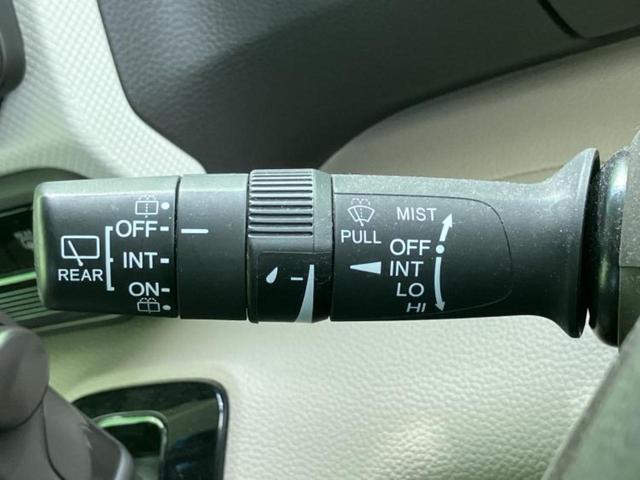 OFF
REAR
INT
ON
PULL
MIST
OFF
INT
LO
HI